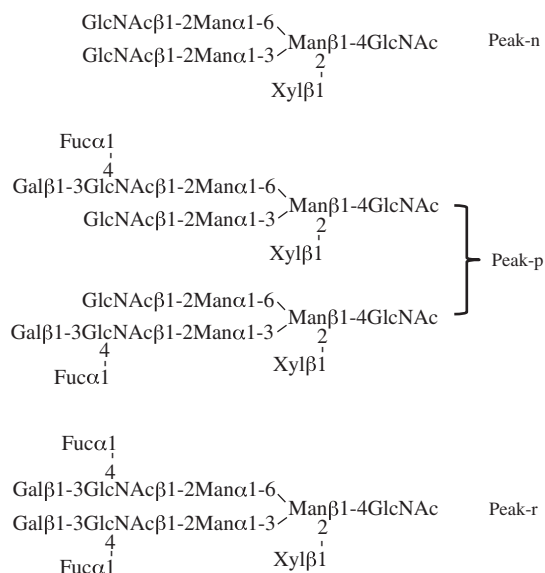 GlcNAcβ1-2Manα1-6
Manβ1-4GlcNAc
Peak-n
GlcNAcβ1-2Manα1-3
2
Xylβ1
Fucα1
4
Galβ1-3GlcNAcβ1-2Manα1-6
Manβ1-4GlcNAc
GlcNAcβ1-2Manα1-3
2
Xylβ1
Peak-p
GlcNAcβ1-2Manα1-6
Manβ1-4GlcNAc
Galβ1-3GlcNAcβ1-2Manα1-3
4
2
Xylβ1
Fucα1
Fucα1
4
Galβ1-3GlcNAcβ1-2Manα1-6
Manβ1-4GlcNAc
Peak-r
Galβ1-3GlcNAcβ1-2Manα1-3
4
2
Xylβ1
Fucα1